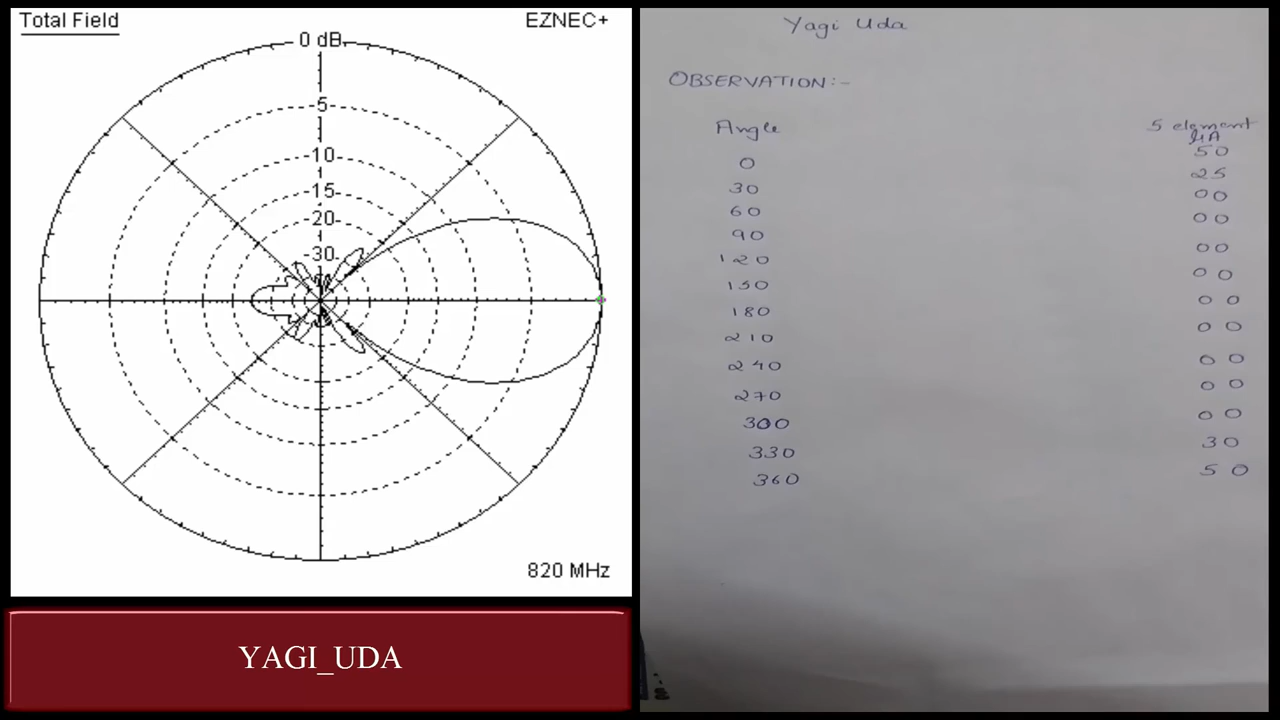 Total Field
EZNEC+
0 dB
-5
-10
-15
-20
-30
820 MHz
YAGI_UDA
Yagi Uda
OBSERVATION:-
Angle 5 element
µA
0 50
30 25
60 00
90 00
120 00
150 00
180 00
210 00
240 00
270 00
300 00
330 30
360 50